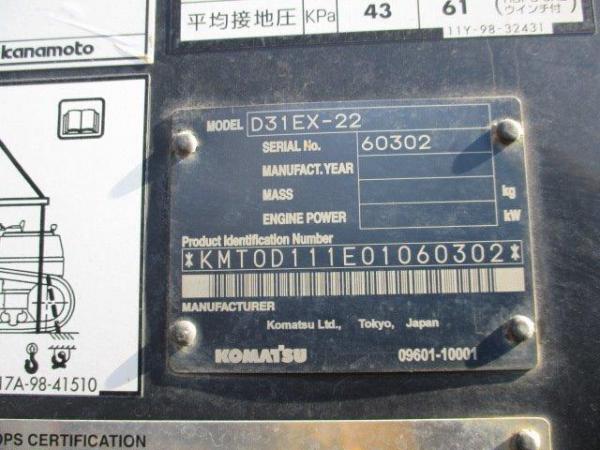 kanamoto
平均接地圧 KPa 43 61
ウインチ付)
11Y-98-32431
MODEL D31EX-22
SERIAL No. 60302
MANUFACT. YEAR
MASS kg
ENGINE POWER kW
Product Identification Number
*KMT0D111E01060302*
MANUFACTURER
Komatsu Ltd., Tokyo, Japan
KOMATSU 09601-10001
17A-98-41510
OPS CERTIFICATION